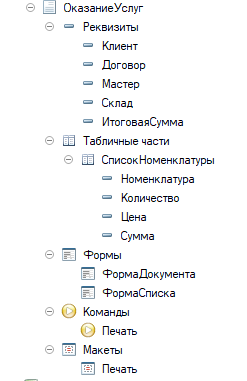 ОказаниеУслуг
Реквизиты
Клиент
Договор
Мастер
Склад
ИтоговаяСумма
Табличные части
СписокНоменклатуры
Номенклатура
Количество
Цена
Сумма
Формы
ФормаДокумента
ФормаСписка
Команды
Печать
Макеты
Печать